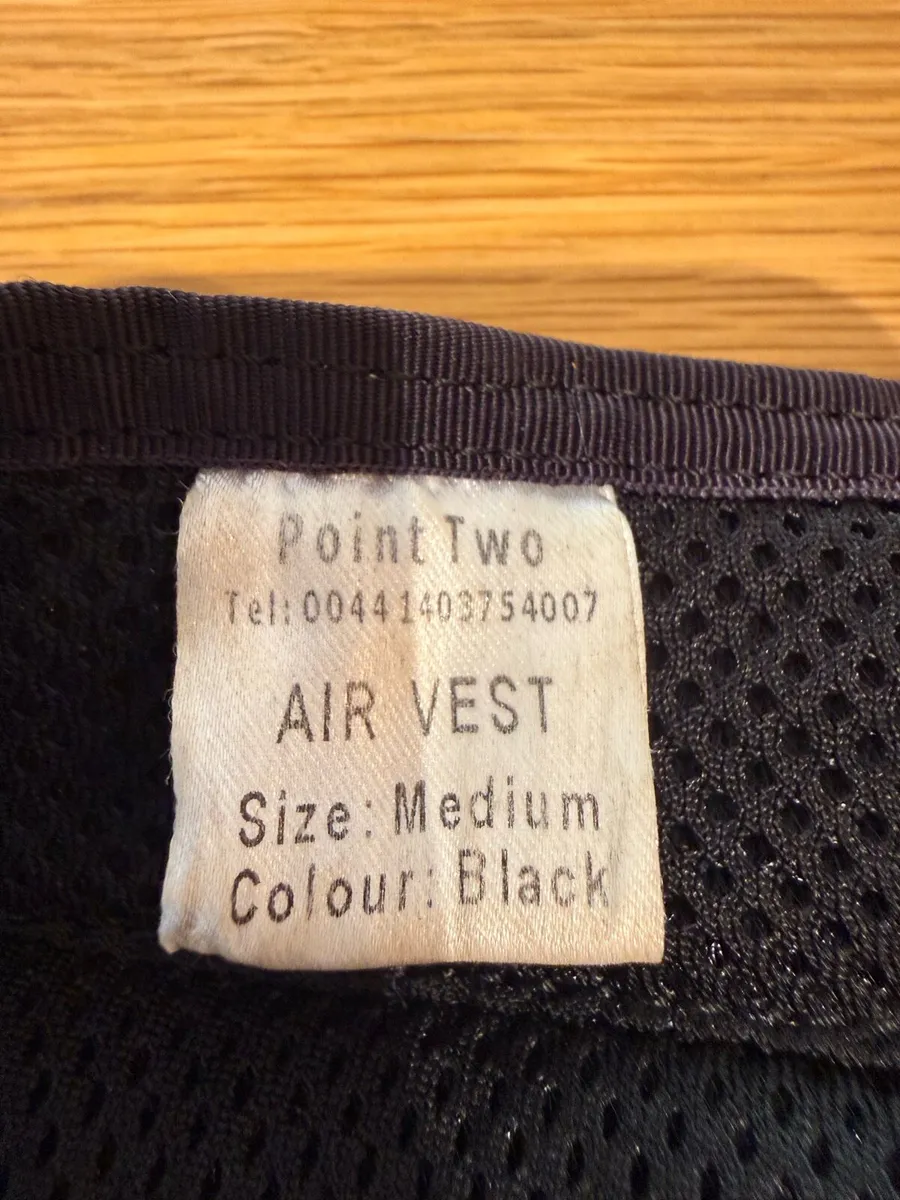 Point Two
Tel: 00441403754007
AIR VEST
Size: Medium
Colour: Black